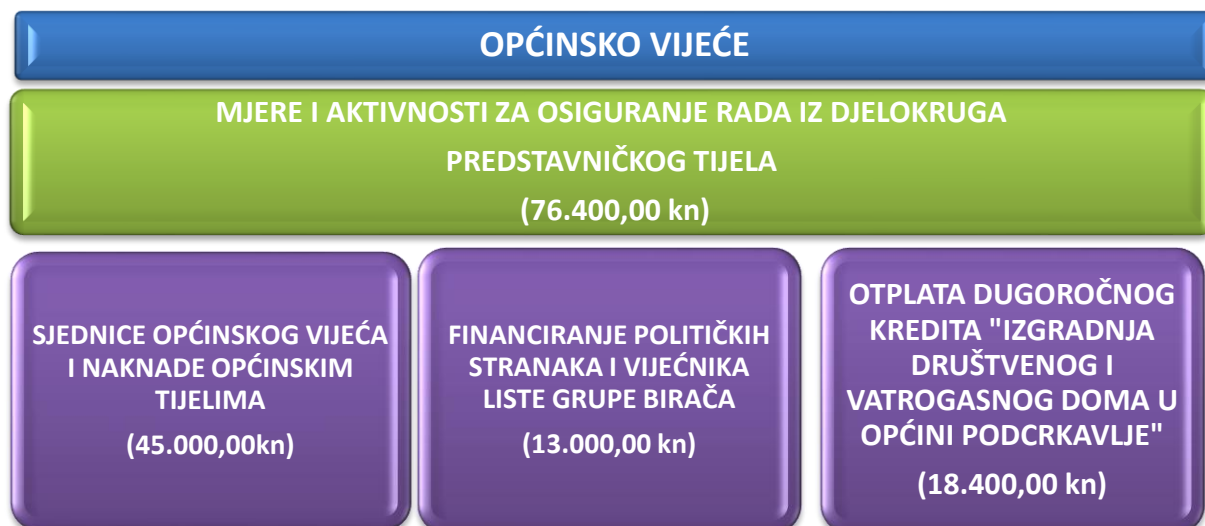 OPĆINSKO VIJEĆE
MJERE I AKTIVNOSTI ZA OSIGURANJE RADA IZ DJELOKRUGA
PREDSTAVNIČKOG TIJELA
(76.400,00 kn)
SJEDNICE OPĆINSKOG VIJEĆA
I NAKNADE OPĆINSKIM
TIJELIMA
(45.000,00kn)
FINANCIRANJE POLITIČKIH
STRANAKA I VIJEĆNIKA
LISTE GRUPE BIRAČA
(13.000,00 kn)
OTPLATA DUGOROČNOG
KREDITA "IZGRADNJA
DRUŠTVENOG I
VATROGASNOG DOMA U
OPĆINI PODCRKAVLJE"
(18.400,00 kn)